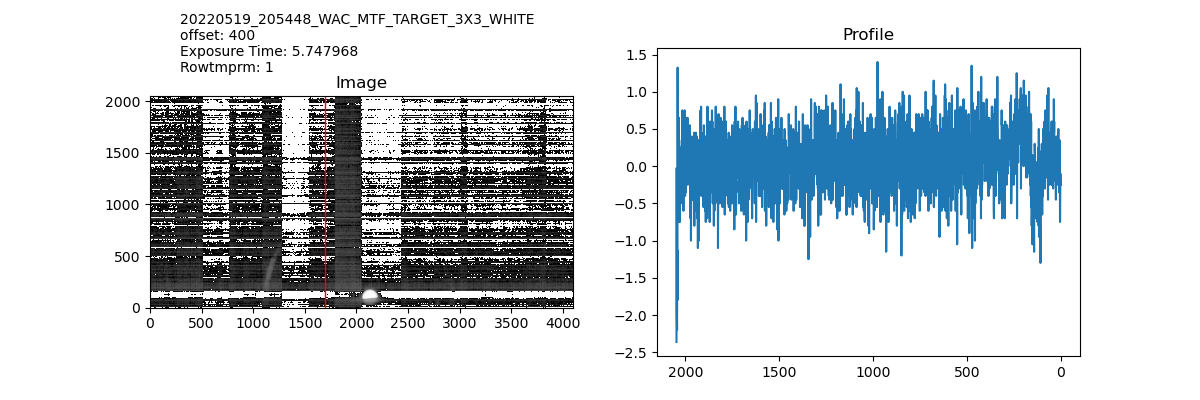 20220519_205448_WAC_MTF_TARGET_3X3_WHITE
offset: 400
Exposure Time: 5.747968
Rowtmprm: 1
Image
2000
1500
1000
500
0
0 500 1000 1500 2000 2500 3000 3500 4000
Profile
1.5
1.0
0.5
0.0
−0.5
−1.0
−1.5
−2.0
−2.5
2000 1500 1000 500 0